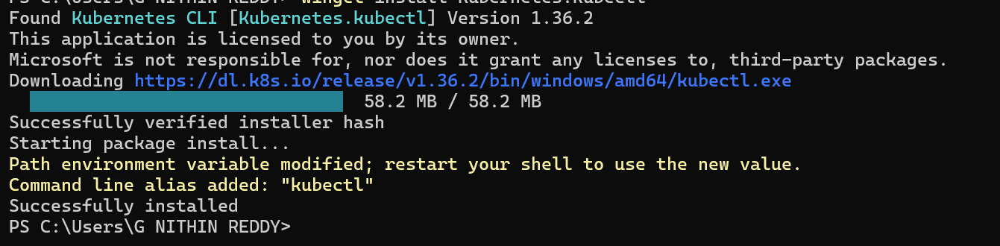 PS C:\Users\G NITHIN REDDY> winget install Kubernetes.kubectl
Found Kubernetes CLI [Kubernetes.kubectl] Version 1.36.2
This application is licensed to you by its owner.
Microsoft is not responsible for, nor does it grant any licenses to, third-party packages.
Downloading https://dl.k8s.io/release/v1.36.2/bin/windows/amd64/kubectl.exe
58.2 MB / 58.2 MB
Successfully verified installer hash
Starting package install...
Path environment variable modified; restart your shell to use the new value.
Command line alias added: "kubectl"
Successfully installed
PS C:\Users\G NITHIN REDDY>